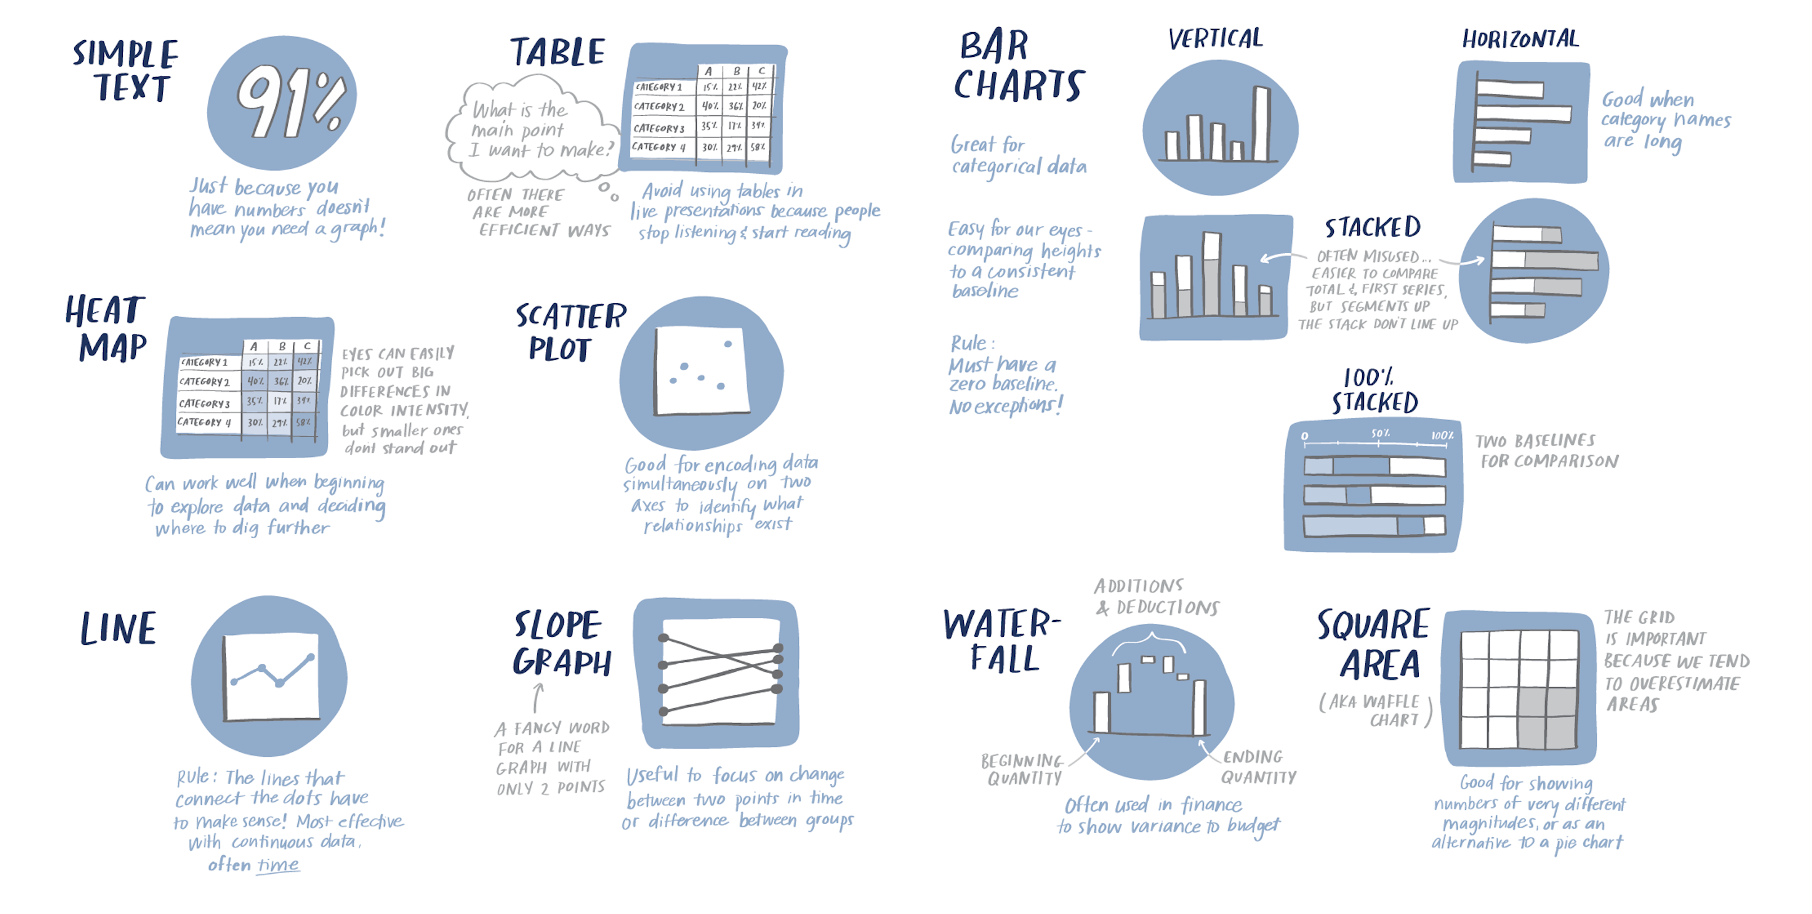 SIMPLE
TEXT
91%
Just because you
have numbers doesn't
mean you need a graph!
TABLE
What is the
main point
I want to make?
OFTEN THERE
ARE MORE
EFFICIENT WAYS
A B C
CATEGORY 1 15% 22% 42%
CATEGORY 2 40% 36% 20%
CATEGORY 3 35% 17% 34%
CATEGORY 4 30% 29% 58%
Avoid using tables in
live presentations because people
stop listening & start reading
HEAT
MAP
A B C
CATEGORY 1 15% 22% 42%
CATEGORY 2 40% 36% 20%
CATEGORY 3 35% 17% 34%
CATEGORY 4 30% 29% 58%
EYES CAN EASILY
PICK OUT BIG
DIFFERENCES IN
COLOR INTENSITY,
but smaller ones
dont stand out
Can work well when beginning
to explore data and deciding
where to dig further
SCATTER
PLOT
Good for encoding data
simultaneously on two
axes to identify what
relationships exist
LINE
RULE: The lines that
connect the dots have
to make sense! Most effective
with continuous data,
often time
SLOPE
GRAPH
A FANCY WORD
FOR A LINE
GRAPH WITH
ONLY 2 POINTS
Useful to focus on change
between two points in time
or difference between groups
BAR
CHARTS
Great for
categorical data
Easy for our eyes -
comparing heights
to a consistent
baseline
Rule:
Must have a
zero baseline.
No exceptions!
VERTICAL
HORIZONTAL
Good when
category names
are long
STACKED
OFTEN MISUSED...
EASIER TO COMPARE
TOTAL & FIRST SERIES,
BUT SEGMENTS UP
THE STACK DON'T LINE UP
100%
STACKED
0 50% 100%
TWO BASELINES
FOR COMPARISON
WATER-
FALL
ADDITIONS
& DEDUCTIONS
BEGINNING
QUANTITY
ENDING
QUANTITY
Often used in finance
to show variance to budget
SQUARE
AREA
(AKA WAFFLE
CHART)
THE GRID
IS IMPORTANT
BECAUSE WE TEND
TO OVERESTIMATE
AREAS
Good for showing
numbers of very different
magnitudes, or as an
alternative to a pie chart